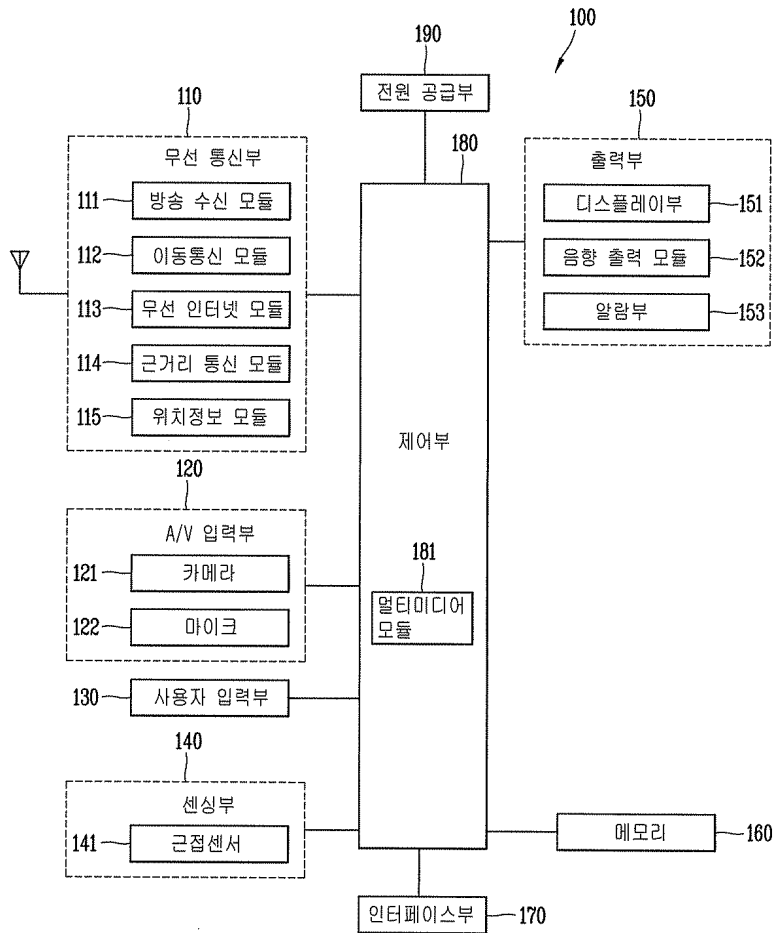 100
190
전원 공급부
110
무선 통신부
111
방송 수신 모듈
112
이동통신 모듈
113
무선 인터넷 모듈
114
근거리 통신 모듈
115
위치정보 모듈
120
A/V 입력부
121
카메라
122
마이크
130
사용자 입력부
140
센싱부
141
근접센서
180
제어부
181
멀티미디어
모듈
150
출력부
디스플레이부
151
음향 출력 모듈
152
알람부
153
메모리
160
인터페이스부
170